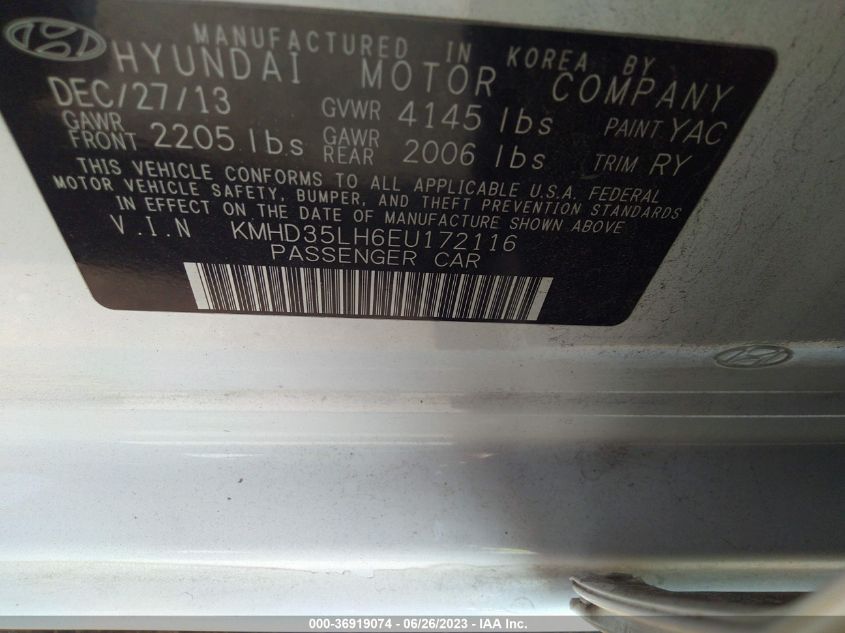 MANUFACTURED IN KOREA BY
HYUNDAI MOTOR COMPANY
DEC/27/13 GVWR 4145 lbs PAINT YAC
GAWR FRONT 2205 lbs GAWR REAR 2006 lbs TRIM RY
THIS VEHICLE CONFORMS TO ALL APPLICABLE U.S.A. FEDERAL
MOTOR VEHICLE SAFETY, BUMPER, AND THEFT PREVENTION STANDARDS
IN EFFECT ON THE DATE OF MANUFACTURE SHOWN ABOVE
V.I.N KMHD35LH6EU172116
PASSENGER CAR
000-36919074 06/26/2023 - © IAA Inc.